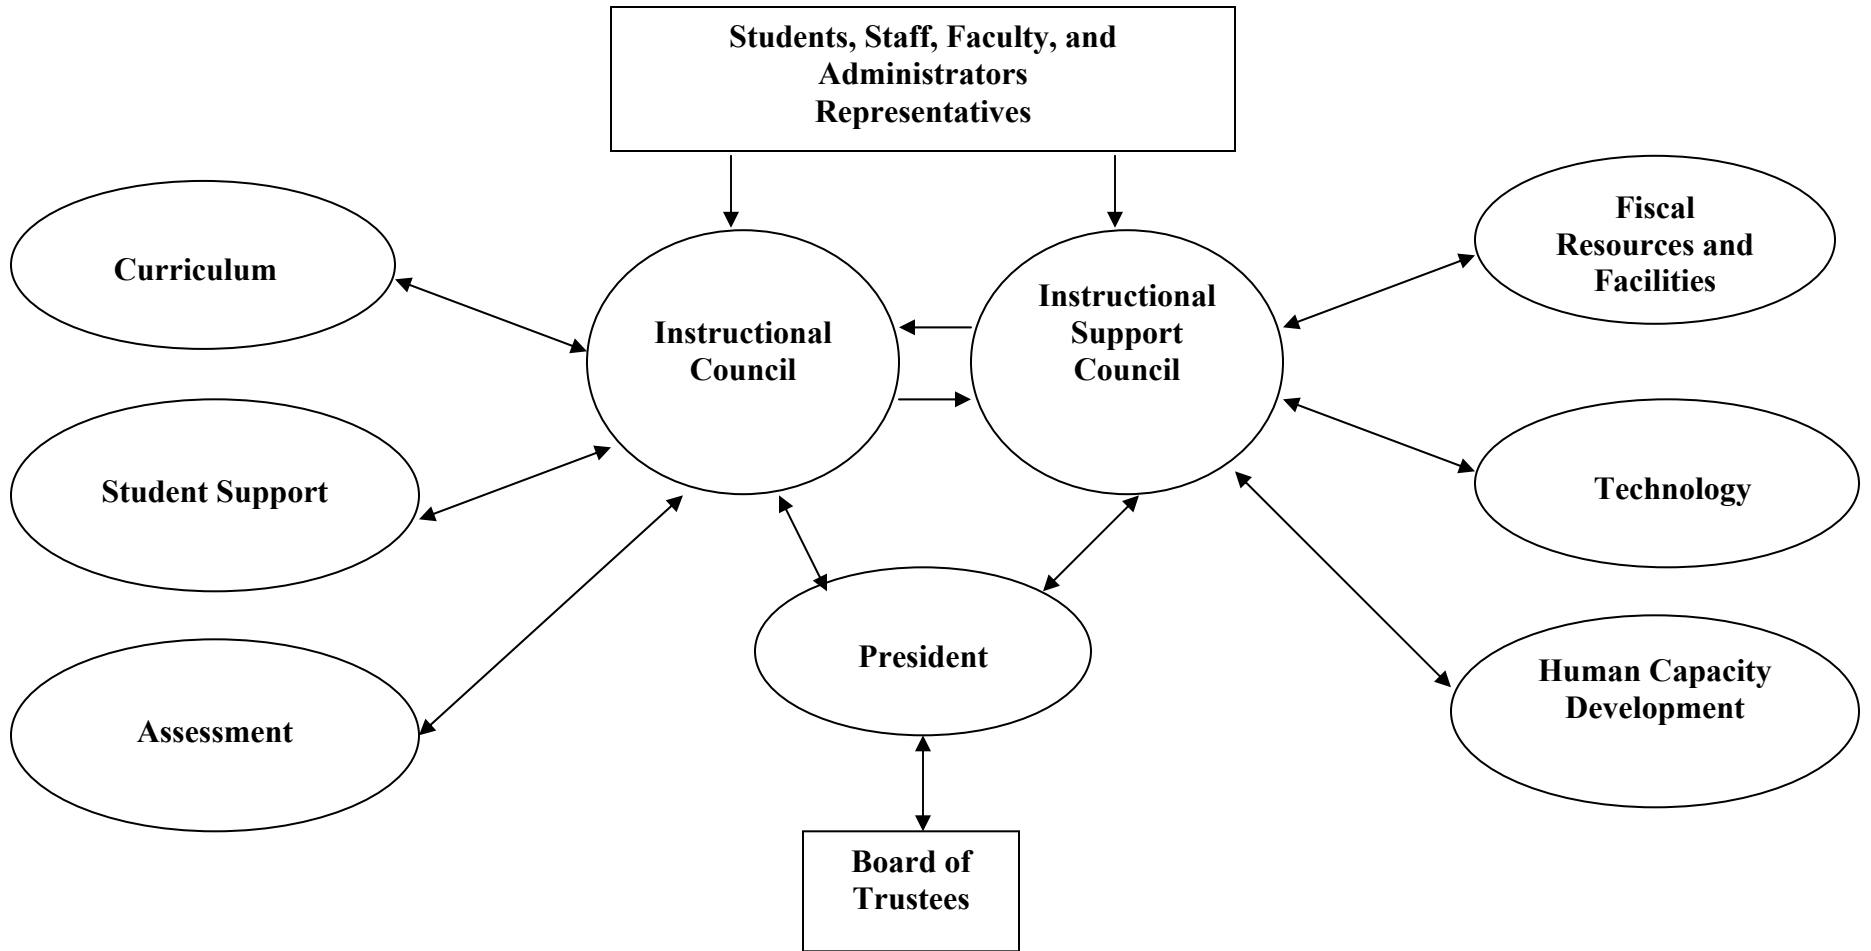 Students, Staff, Faculty, and
Administrators
Representatives
Curriculum
Student Support
Assessment
Instructional
Council
Instructional
Support
Council
President
Board of
Trustees
Fiscal
Resources and
Facilities
Technology
Human Capacity
Development